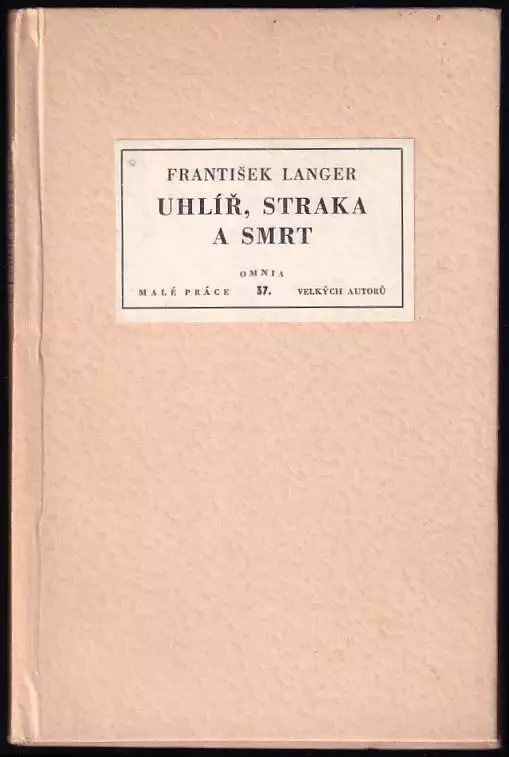 FRANTIŠEK LANGER
UHLÍŘ, STRAKA
A SMRT
OMNIA
MALÉ PRÁCE 37. VELKÝCH AUTORŮ